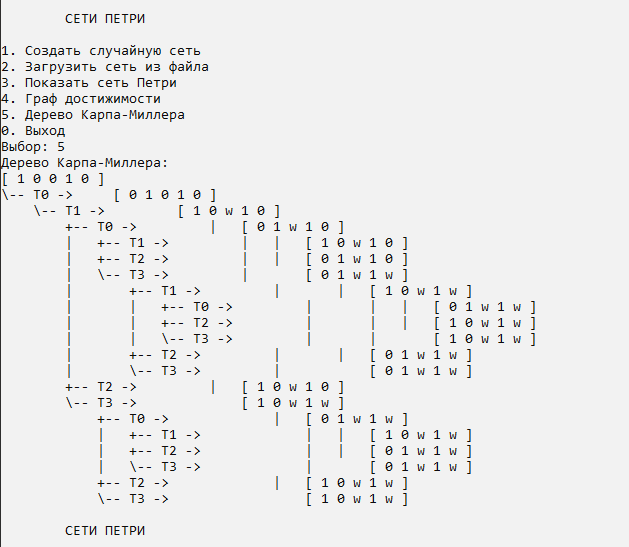 СЕТИ ПЕТРИ

1. Создать случайную сеть
2. Загрузить сеть из файла
3. Показать сеть Петри
4. Граф достижимости
5. Дерево Карпа-Миллера
0. Выход
Выбор: 5
Дерево Карпа-Миллера:
[ 1 0 0 1 0 ]
\-- T0 ->     [ 0 1 0 1 0 ]
    \-- T1 ->         [ 1 0 w 1 0 ]
        +-- T0 ->         |   [ 0 1 w 1 0 ]
        |   +-- T1 ->         |   |   [ 1 0 w 1 0 ]
        |   +-- T2 ->         |   |   [ 0 1 w 1 0 ]
        |   \-- T3 ->         |       [ 0 1 w 1 w ]
        |       +-- T1 ->         |       |   [ 1 0 w 1 w ]
        |       |   +-- T0 ->         |       |   |   [ 0 1 w 1 w ]
        |       |   +-- T2 ->         |       |   |   [ 1 0 w 1 w ]
        |       |   \-- T3 ->         |       |       [ 1 0 w 1 w ]
        |       +-- T2 ->         |       |   [ 0 1 w 1 w ]
        |       \-- T3 ->         |           [ 0 1 w 1 w ]
        +-- T2 ->         |   [ 1 0 w 1 0 ]
        \-- T3 ->             [ 1 0 w 1 w ]
            +-- T0 ->             |   [ 0 1 w 1 w ]
            |   +-- T1 ->             |   |   [ 1 0 w 1 w ]
            |   +-- T2 ->             |   |   [ 0 1 w 1 w ]
            |   \-- T3 ->             |       [ 0 1 w 1 w ]
            +-- T2 ->             |   [ 1 0 w 1 w ]
            \-- T3 ->                 [ 1 0 w 1 w ]

        СЕТИ ПЕТРИ